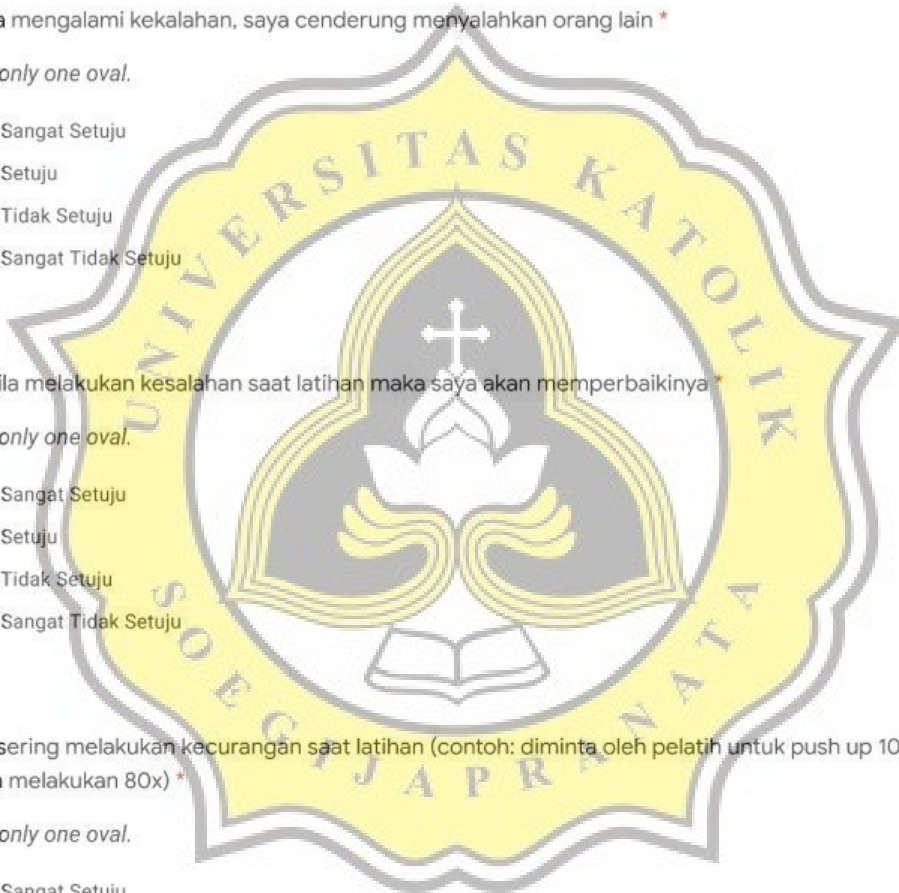 a mengalami kekalahan, saya cenderung menyalahkan orang lain *
only one oval.
Sangat Setuju
Setuju
Tidak Setuju
Sangat Tidak Setuju
ila melakukan kesalahan saat latihan maka saya akan memperbaikinya *
only one oval.
Sangat Setuju
Setuju
Tidak Setuju
Sangat Tidak Setuju
sering melakukan kecurangan saat latihan (contoh: diminta oleh pelatih untuk push up 10
melakukan 80x) *
only one oval.
Sangat Setuju
UNIVERSITAS KATOLIK
SOEGIJAPRANATA